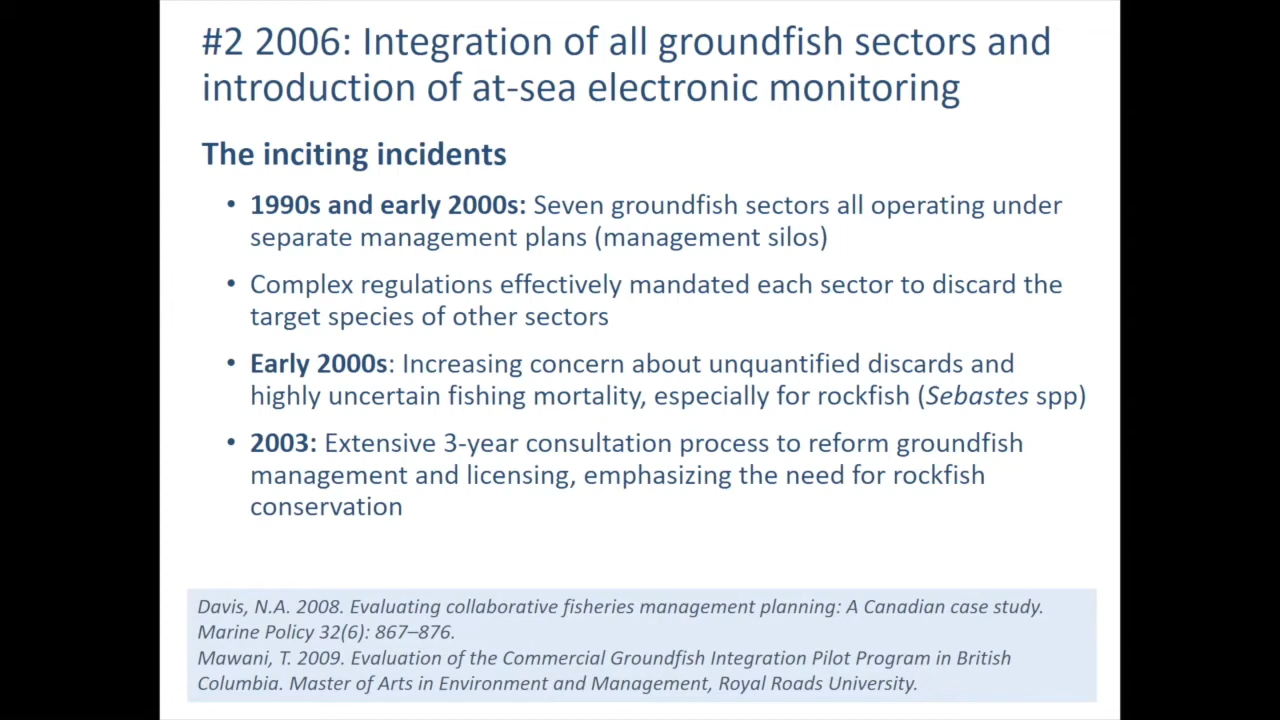 #2 2006: Integration of all groundfish sectors and
introduction of at-sea electronic monitoring
The inciting incidents
• 1990s and early 2000s: Seven groundfish sectors all operating under
separate management plans (management silos)
• Complex regulations effectively mandated each sector to discard the
target species of other sectors
• Early 2000s: Increasing concern about unquantified discards and
highly uncertain fishing mortality, especially for rockfish (Sebastes spp)
• 2003: Extensive 3-year consultation process to reform groundfish
management and licensing, emphasizing the need for rockfish
conservation
Davis, N.A. 2008. Evaluating collaborative fisheries management planning: A Canadian case study.
Marine Policy 32(6): 867–876.
Mawani, T. 2009. Evaluation of the Commercial Groundfish Integration Pilot Program in British
Columbia. Master of Arts in Environment and Management, Royal Roads University.